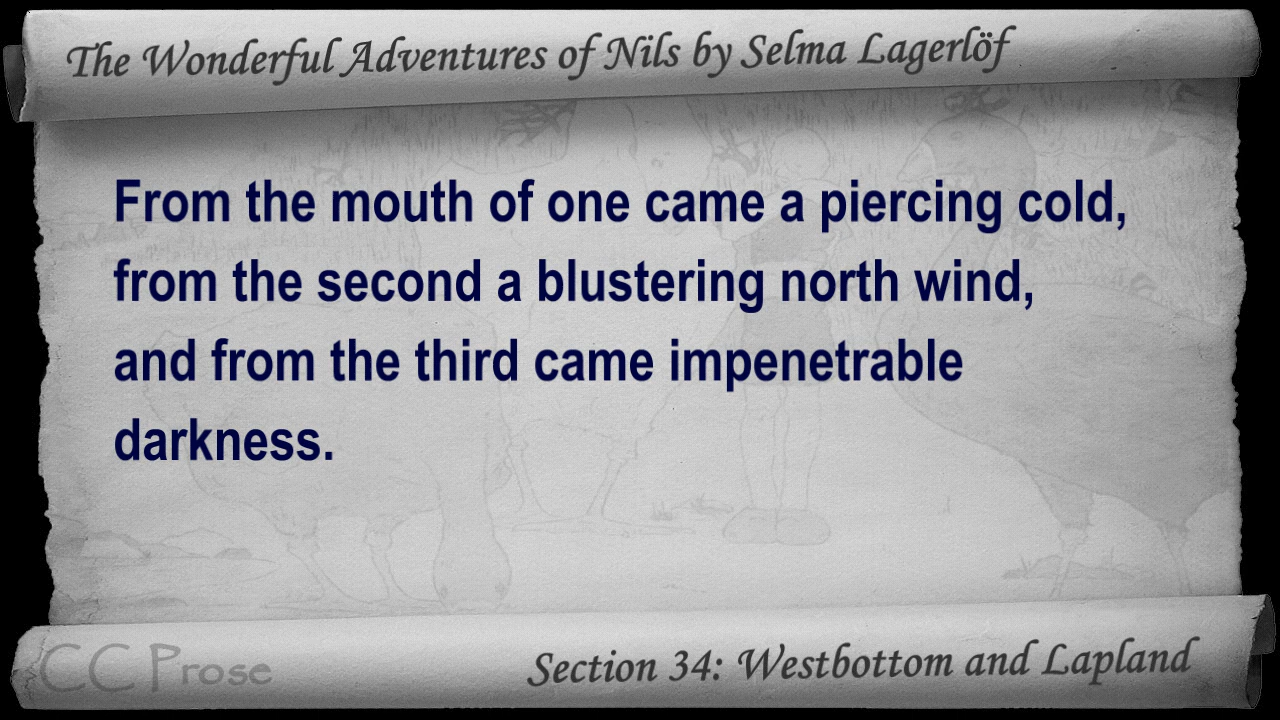 The Wonderful Adventures of Nils by Selma Lagerlöf
From the mouth of one came a piercing cold,
from the second a blustering north wind,
and from the third came impenetrable
darkness.
CC Prose
Section 34: Westbottom and Lapland